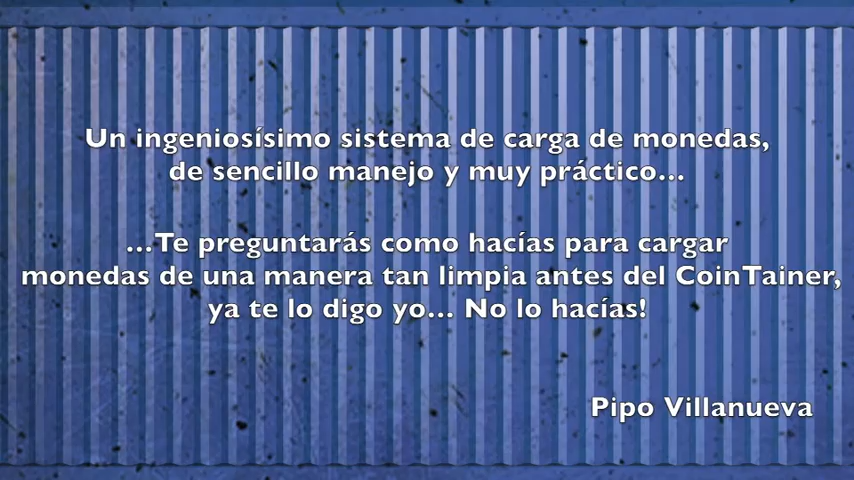 Un ingeniosísimo sistema de carga de monedas,
de sencillo manejo y muy práctico...
...Te preguntarás como hacías para cargar
monedas de una manera tan limpia antes del CoinTainer,
ya te lo digo yo... No lo hacías!
Pipo Villanueva